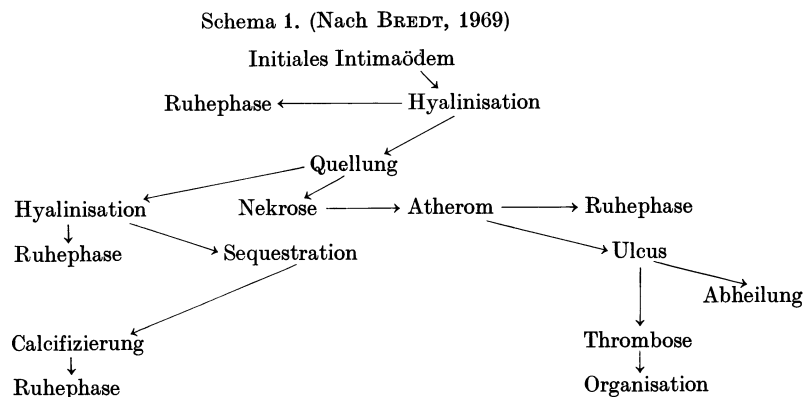 Schema 1. (Nach BREDT, 1969)
Initiales Intimaödem
Ruhephase Hyalinisation
Quellung
Hyalinisation Nekrose Atherom Ruhephase
Ruhephase Sequestration Ulcus
Abheilung
Calcifizierung Thrombose
Ruhephase Organisation